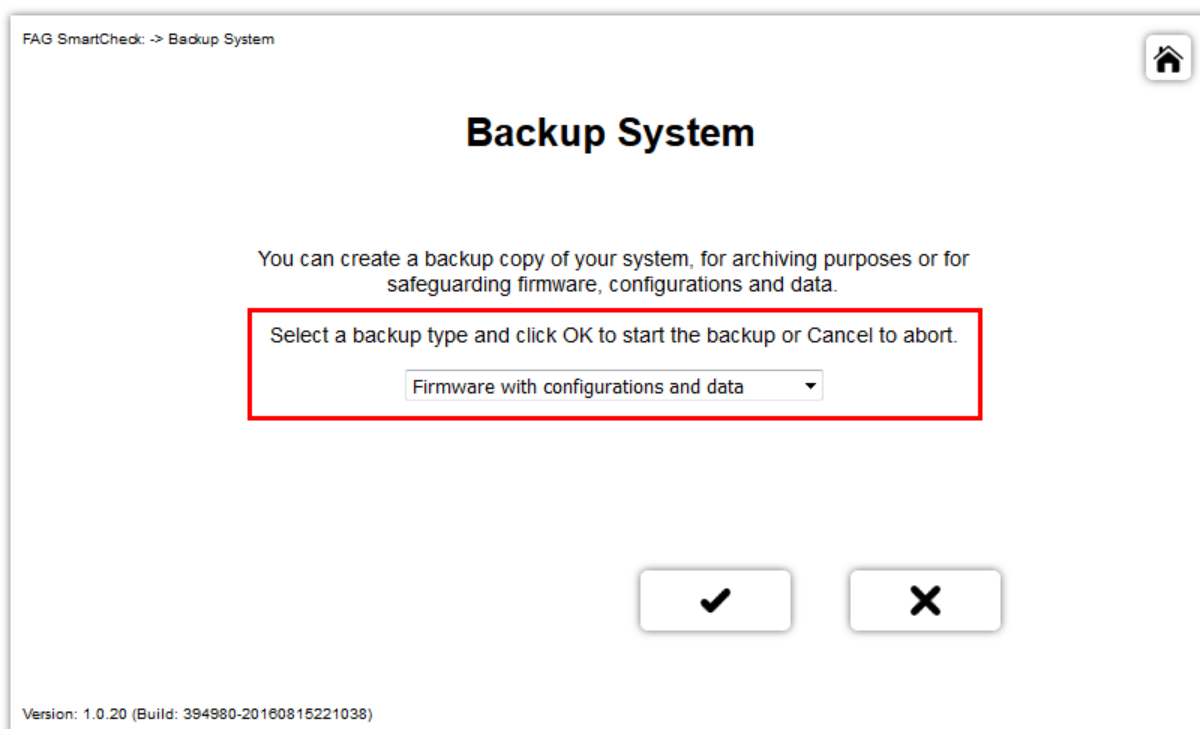 FAG SmartCheck: -> Backup System
Backup System
You can create a backup copy of your system, for archiving purposes or for
safeguarding firmware, configurations and data.
Select a backup type and click OK to start the backup or Cancel to abort.
Firmware with configurations and data
Version: 1.0.20 (Build: 394980-20160815221038)